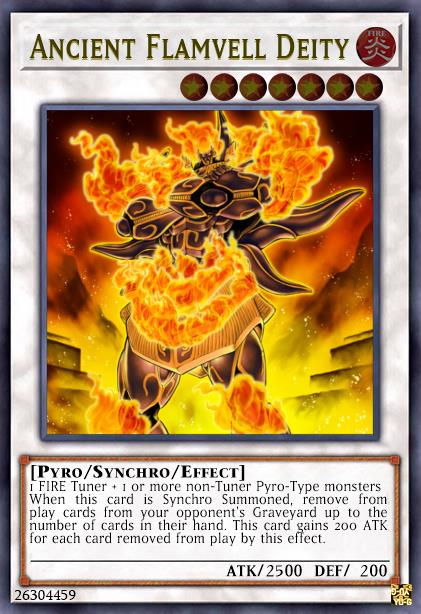 ANCIENT FLAMVELL DEITY
FIRE
炎
[PYRO/SYNCHRO/EFFECT]
1 FIRE Tuner + 1 or more non-Tuner Pyro-Type monsters
When this card is Synchro Summoned, remove from
play cards from your opponent's Graveyard up to the
number of cards in their hand. This card gains 200 ATK
for each card removed from play by this effect.
ATK/2500 DEF/ 200
26304459